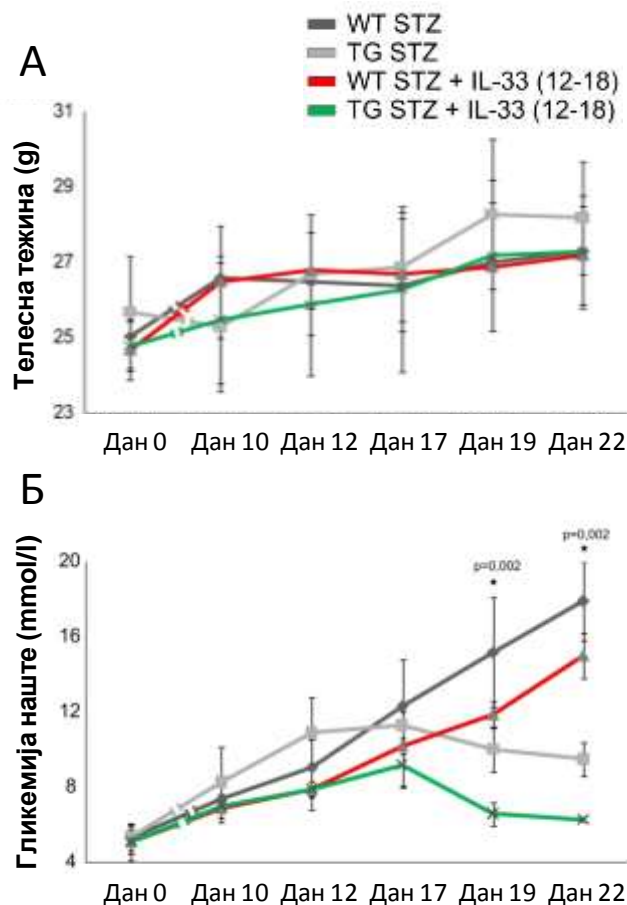 WT STZ
TG STZ
А
WT STZ + IL-33 (12-18)
TG STZ + IL-33 (12-18)
Телесна тежина (g)
31
29
27
25
23
Дан 0 Дан 10 Дан 12 Дан 17 Дан 19 Дан 22
Б
Гликемија наште (mmol/l)
20
16
12
8
4
p=0,002
*
p=0,002
*
Дан 0 Дан 10 Дан 12 Дан 17 Дан 19 Дан 22